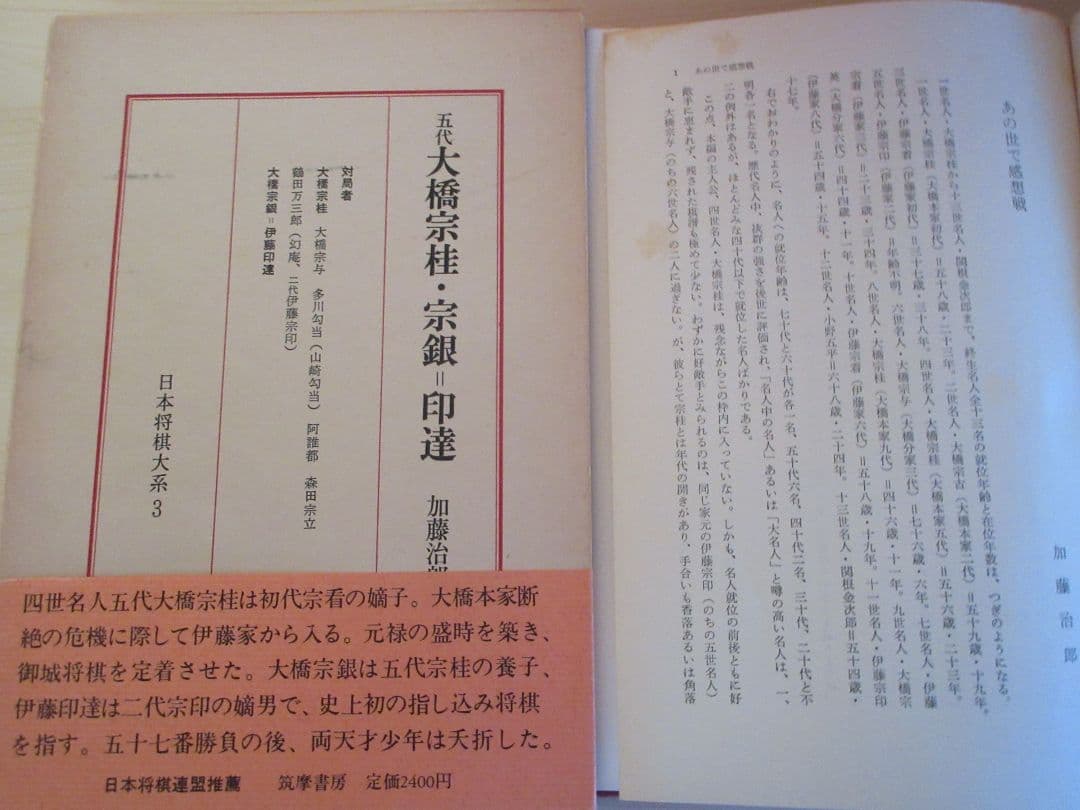 五代大橋宗桂・宗銀＝印達　加藤治郎
対局者
大橋宗桂　大橋宗与　多川勾当（山崎勾当）　阿誰都　森田宗立
鶴田万三郎（幻庵、二代伊藤宗印）
大橋宗銀＝伊藤印達
日本将棋大系 3
四世名人五代大橋宗桂は初代宗看の嫡子。大橋本家断
絶の危機に際して伊藤家から入る。元禄の盛時を築き、
御城将棋を定着させた。大橋宗銀は五代宗桂の養子、
伊藤印達は二代宗印の嫡男で、史上初の指し込み将棋
を指す。五十七番勝負の後、両天才少年は夭折した。
日本将棋連盟推薦　筑摩書房　定価2400円
1　あの世で感想戦
あの世で感想戦
加藤治郎
一世名人・大橋宗桂から十三世名人・関根金次郎まで、終生名人全十三名の就位年齢と在位年数は、つぎのようになる。
一世名人・大橋宗桂（大橋本家初代）＝五十八歳・二十三年。二世名人・大橋宗古（大橋本家二代）＝五十九歳・十九年。
三世名人・伊藤宗看（伊藤家初代）＝三十七歳・三十八年。四世名人・大橋宗桂（大橋本家五代）＝五十六歳・二十三年。
五世名人・伊藤宗印（伊藤家二代）＝年齢不明。六世名人・大橋宗与（大橋分家三代）＝七十六歳・六年。七世名人・伊藤
宗看（伊藤家三代）＝二十三歳・三十四年。八世名人・大橋宗桂（大橋本家九代）＝四十六歳・十一年。九世名人・大橋宗
英（大橋分家六代）＝四十四歳・十一年。十世名人・伊藤宗看（伊藤家六代）＝五十八歳・十九年。十一世名人・伊藤宗印
（伊藤家八代）＝五十四歳・十五年。十二世名人・小野五平＝六十八歳・二十四年。十三世名人・関根金次郎＝五十四歳・
十七年。
右でおわかりのように、名人への就位年齢は、七十代と六十代が各一名、五十代六名、四十代二名、三十代、二十代と不
明各一名となる。歴代名人中、抜群の強さを後世に評価され、「名人中の名人」あるいは「大名人」と噂の高い名人は、一、
二の例外はあるが、ほとんどみな四十代以下で就位した名人ばかりである。
この点、本編の主人公、四世名人・大橋宗桂は、残念ながらこの枠内に入っていない。しかも、名人就位の前後ともに好
敵手に恵まれず、残された棋譜も極めて少ない。わずかに好敵手とみられるのは、同じ家元の伊藤宗印（のちの五世名人）
と、大橋宗与（のちの六世名人）の二人に過ぎない。が、彼らとて宗桂とは年代の開きがあり、手合いも香落あるいは角落